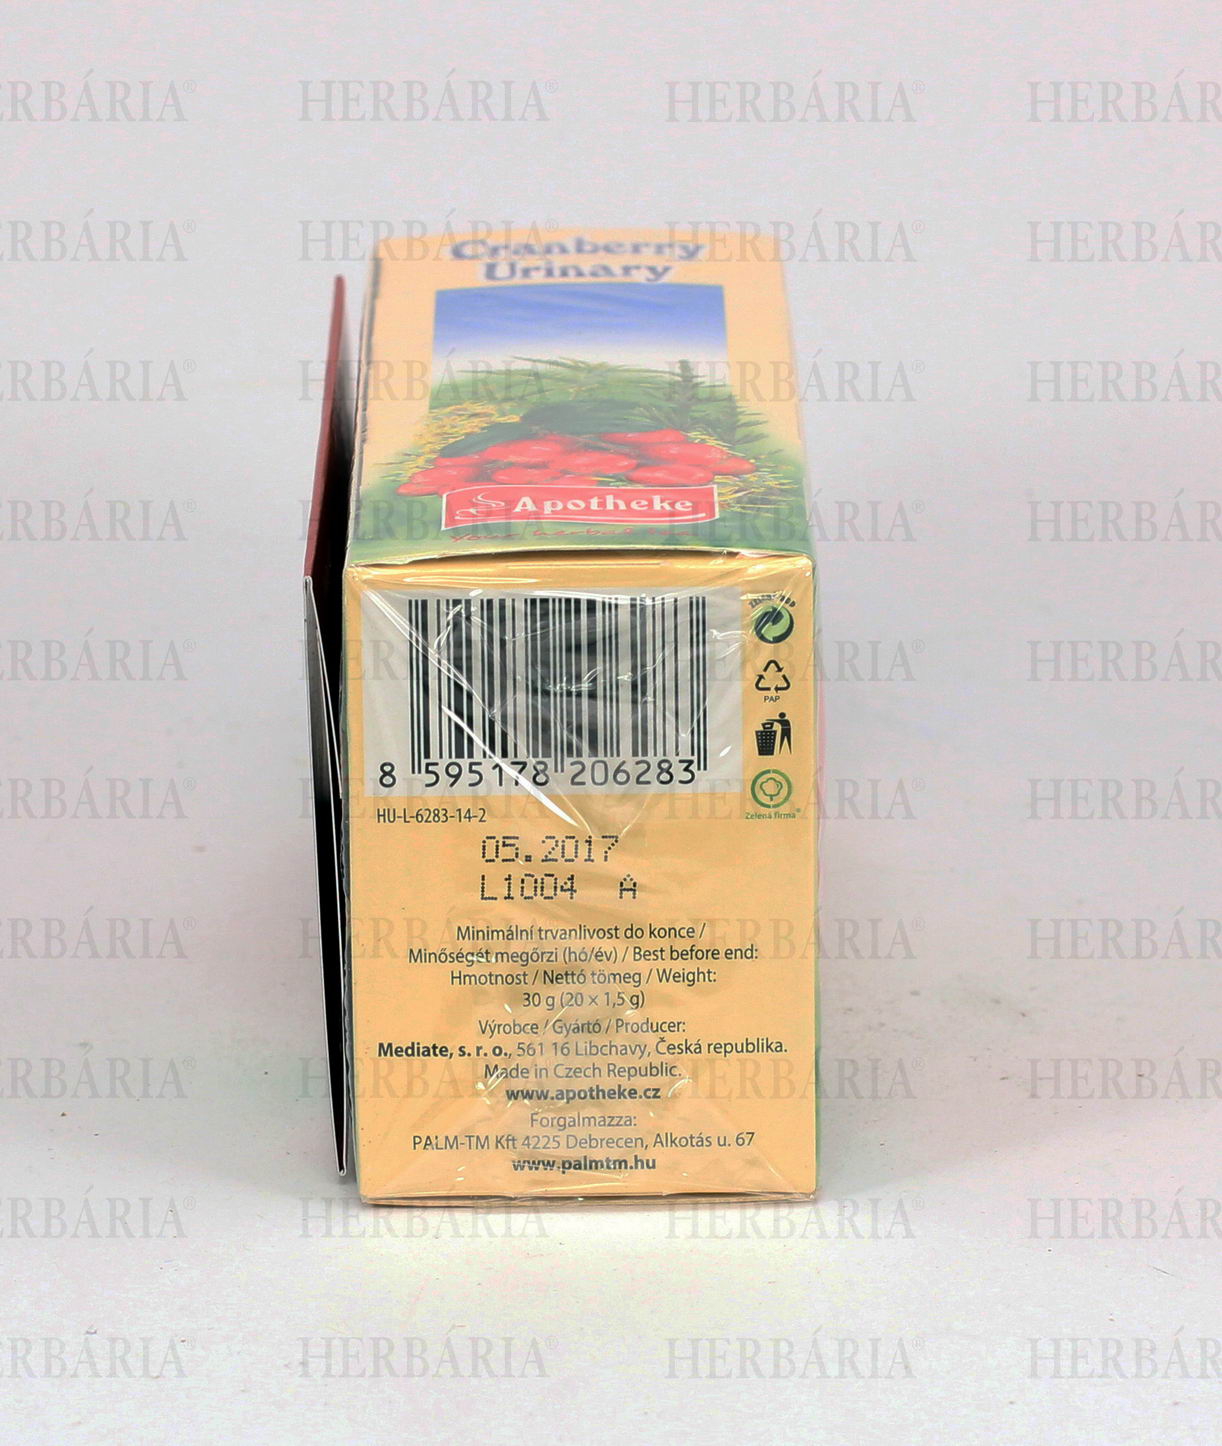 HERBÁRIA®
Cranberry
Urinary
Apotheke
Your herbal tea
8 595178 206283
PAP
Zelená firma®
HU-L-6283-14-2
05.2017
L1004 A
Minimální trvanlivost do konce /
Minőségét megőrzi (hó/év) / Best before end:
Hmotnost / Nettó tömeg / Weight:
30 g (20 × 1,5 g)
Výrobce / Gyártó / Producer:
Mediate, s. r. o., 561 16 Libchavy, Česká republika.
Made in Czech Republic.
www.apotheke.cz
Forgalmazza:
PALM-TM Kft 4225 Debrecen, Alkotás u. 67
www.palmtm.hu